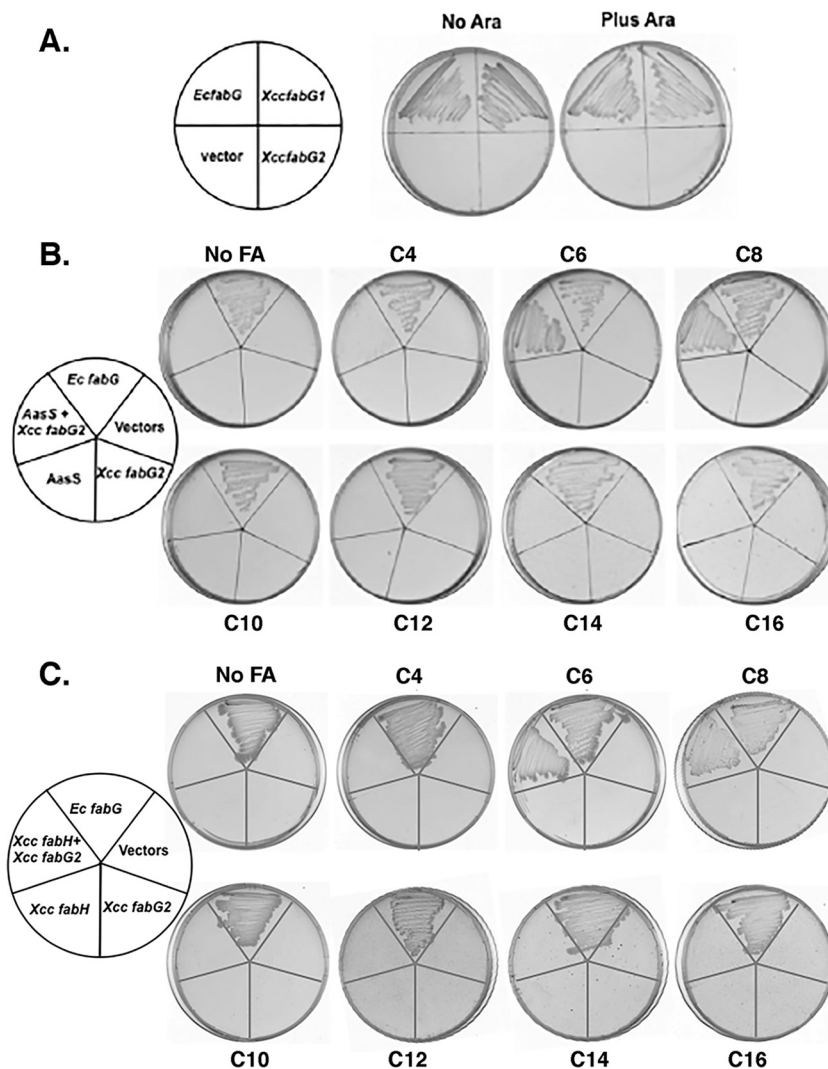 A.
No Ara
Plus Ara
EcfabG
XccfabG1
vector
XccfabG2
B.
No FA
C4
C6
C8
Ec fabG
AasS +
Xcc fabG2
Vectors
AasS
Xcc fabG2
C10
C12
C14
C16
C.
No FA
C4
C6
C8
Ec fabG
Xcc fabH+
Xcc fabG2
Vectors
Xcc fabH
Xcc fabG2
C10
C12
C14
C16